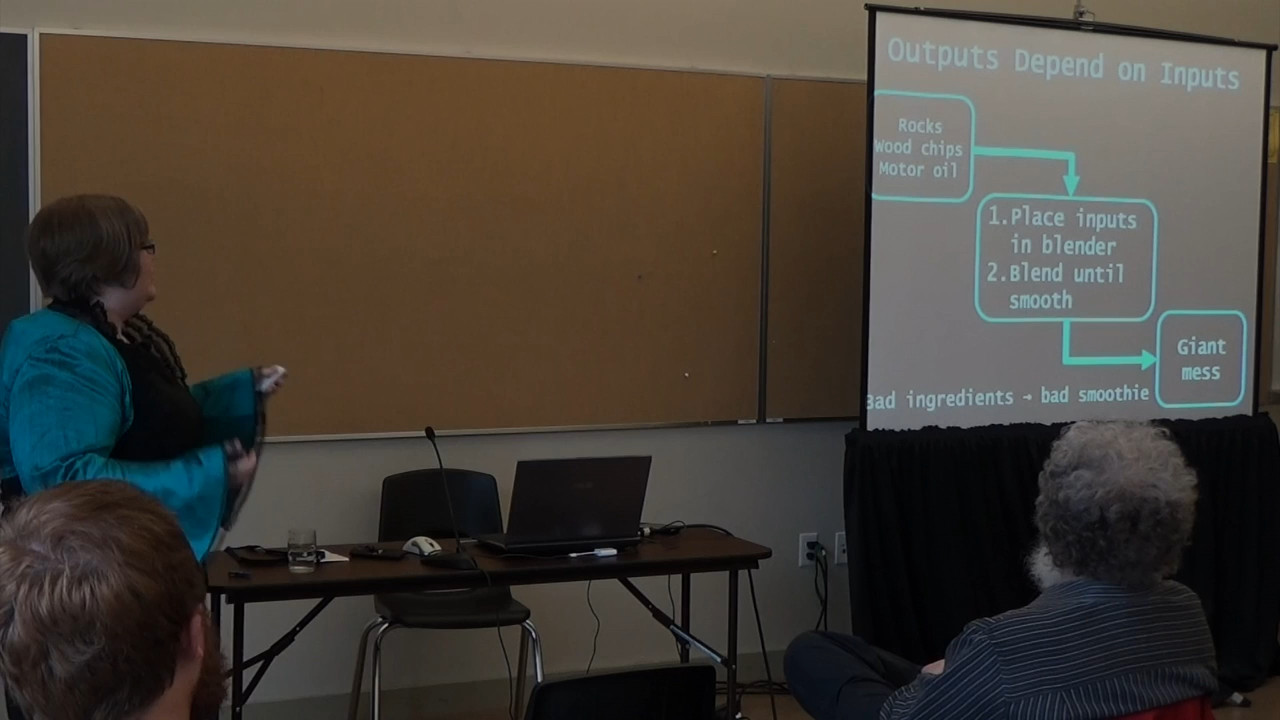 Outputs Depend on Inputs
Rocks
Wood chips
Motor oil
1.Place inputs
in blender
2.Blend until
smooth
Giant
mess
Bad ingredients → bad smoothie